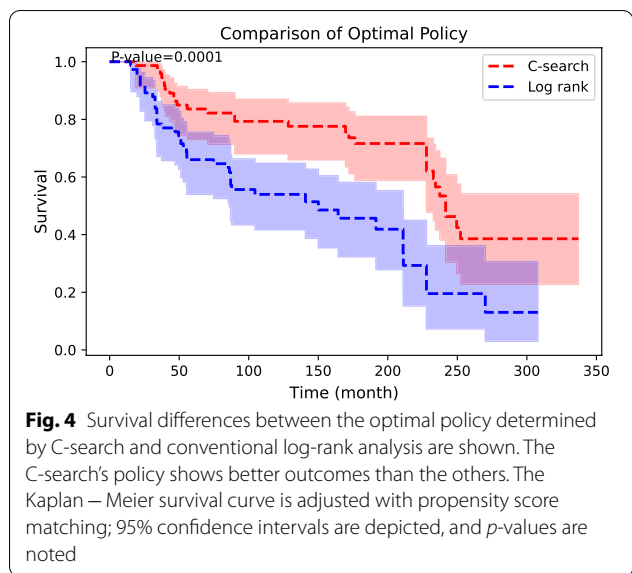 Comparison of Optimal Policy
P-value=0.0001
C-search
Log rank
1.0
0.8
0.6
0.4
0.2
0.0
Survival
0 50 100 150 200 250 300 350
Time (month)
Fig. 4 Survival differences between the optimal policy determined
by C-search and conventional log-rank analysis are shown. The
C-search’s policy shows better outcomes than the others. The
Kaplan – Meier survival curve is adjusted with propensity score
matching; 95% confidence intervals are depicted, and p-values are
noted